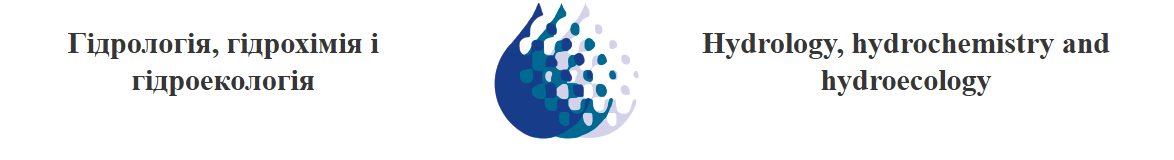 Гідрологія, гідрохімія і
гідроекологія
Hydrology, hydrochemistry and
hydroecology